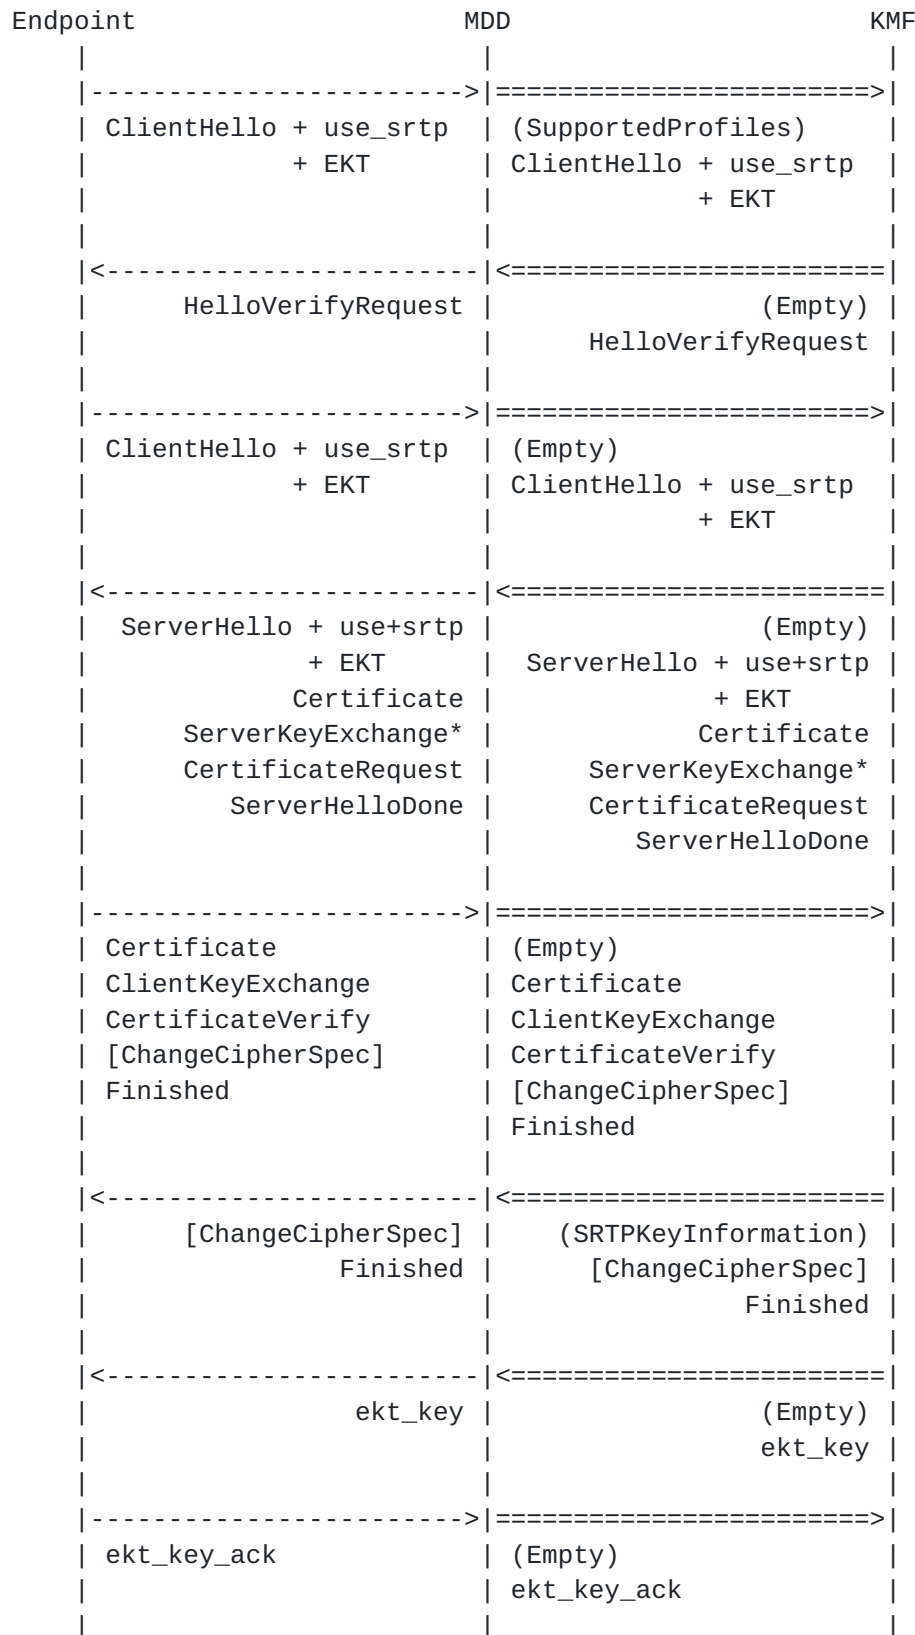 Endpoint                     MDD                       KMF
    |                         |                         |
    |------------------------>|========================>|
    | ClientHello + use_srtp  | (SupportedProfiles)     |
    |             + EKT       | ClientHello + use_srtp  |
    |                         |             + EKT       |
    |                         |                         |
    |<------------------------|<========================|
    |      HelloVerifyRequest |                 (Empty) |
    |                         |      HelloVerifyRequest |
    |                         |                         |
    |------------------------>|========================>|
    | ClientHello + use_srtp  | (Empty)                 |
    |             + EKT       | ClientHello + use_srtp  |
    |                         |             + EKT       |
    |                         |                         |
    |<------------------------|<========================|
    |  ServerHello + use+srtp |                 (Empty) |
    |              + EKT      |  ServerHello + use+srtp |
    |             Certificate |              + EKT      |
    |      ServerKeyExchange* |             Certificate |
    |      CertificateRequest |      ServerKeyExchange* |
    |         ServerHelloDone |      CertificateRequest |
    |                         |         ServerHelloDone |
    |                         |                         |
    |------------------------>|========================>|
    | Certificate             | (Empty)                 |
    | ClientKeyExchange       | Certificate             |
    | CertificateVerify       | ClientKeyExchange       |
    | [ChangeCipherSpec]      | CertificateVerify       |
    | Finished                | [ChangeCipherSpec]      |
    |                         | Finished                |
    |                         |                         |
    |<------------------------|<========================|
    |      [ChangeCipherSpec] |    (SRTPKeyInformation) |
    |                Finished |      [ChangeCipherSpec] |
    |                         |                Finished |
    |                         |                         |
    |<------------------------|<========================|
    |                 ekt_key |                 (Empty) |
    |                         |                 ekt_key |
    |                         |                         |
    |------------------------>|========================>|
    | ekt_key_ack             | (Empty)                 |
    |                         | ekt_key_ack             |
    |                         |                         |